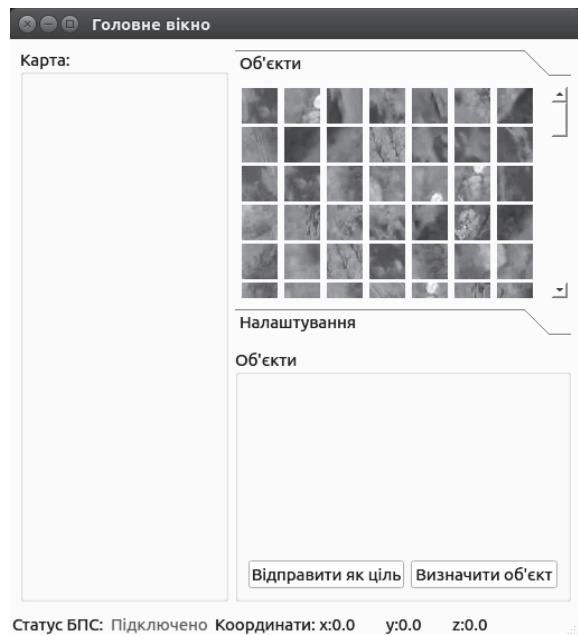 Головне вікно
Карта:
Об'єкти
Налаштування
Об'єкти
Відправити як ціль Визначити об'єкт
Статус БПС: Підключено Координати: x:0.0 y:0.0 z:0.0